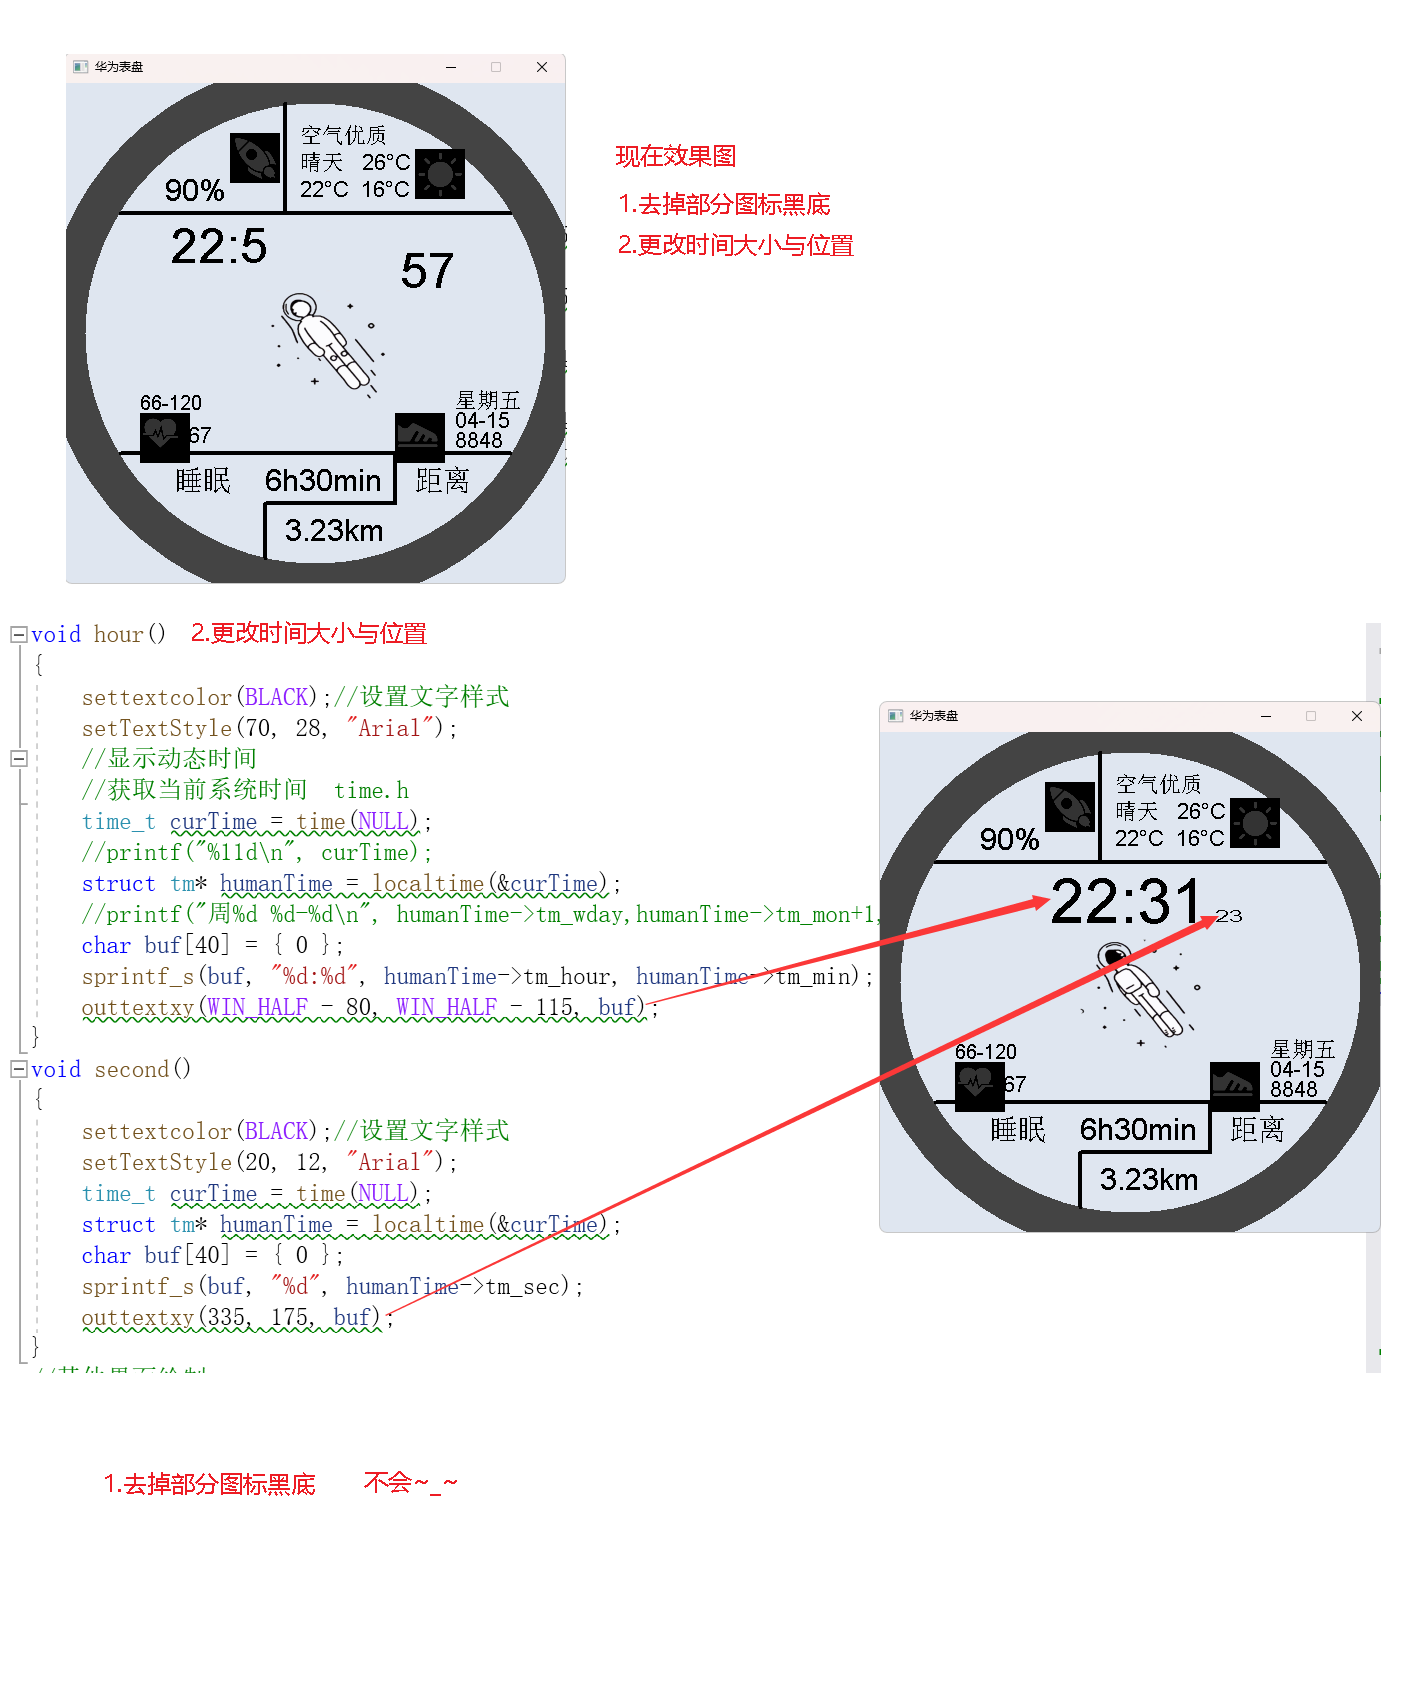 华为表盘
空气优质
晴天 26°C
22°C 16°C
90%
22:5
57
66-120
67
星期五
04-15
8848
睡眠 6h30min 距离
3.23km
现在效果图
1.去掉部分图标黑底
2.更改时间大小与位置
void hour() 2.更改时间大小与位置
{
settextcolor(BLACK);//设置文字样式
setTextStyle(70, 28, "Arial");
//显示动态时间
//获取当前系统时间 time.h
time_t curTime = time(NULL);
//printf("%11d\n", curTime);
struct tm* humanTime = localtime(&curTime);
//printf("周%d %d-%d\n", humanTime->tm_wday,humanTime->tm_mon+1,
char buf[40] = { 0 };
sprintf_s(buf, "%d:%d", humanTime->tm_hour, humanTime->tm_min);
outtextxy(WIN_HALF - 80, WIN_HALF - 115, buf);
}
void second()
{
settextcolor(BLACK);//设置文字样式
setTextStyle(20, 12, "Arial");
time_t curTime = time(NULL);
struct tm* humanTime = localtime(&curTime);
char buf[40] = { 0 };
sprintf_s(buf, "%d", humanTime->tm_sec);
outtextxy(335, 175, buf);
}
华为表盘
空气优质
晴天 26°C
22°C 16°C
90%
22:31
23
66-120
67
星期五
04-15
8848
睡眠 6h30min 距离
3.23km
1.去掉部分图标黑底 不会~_~